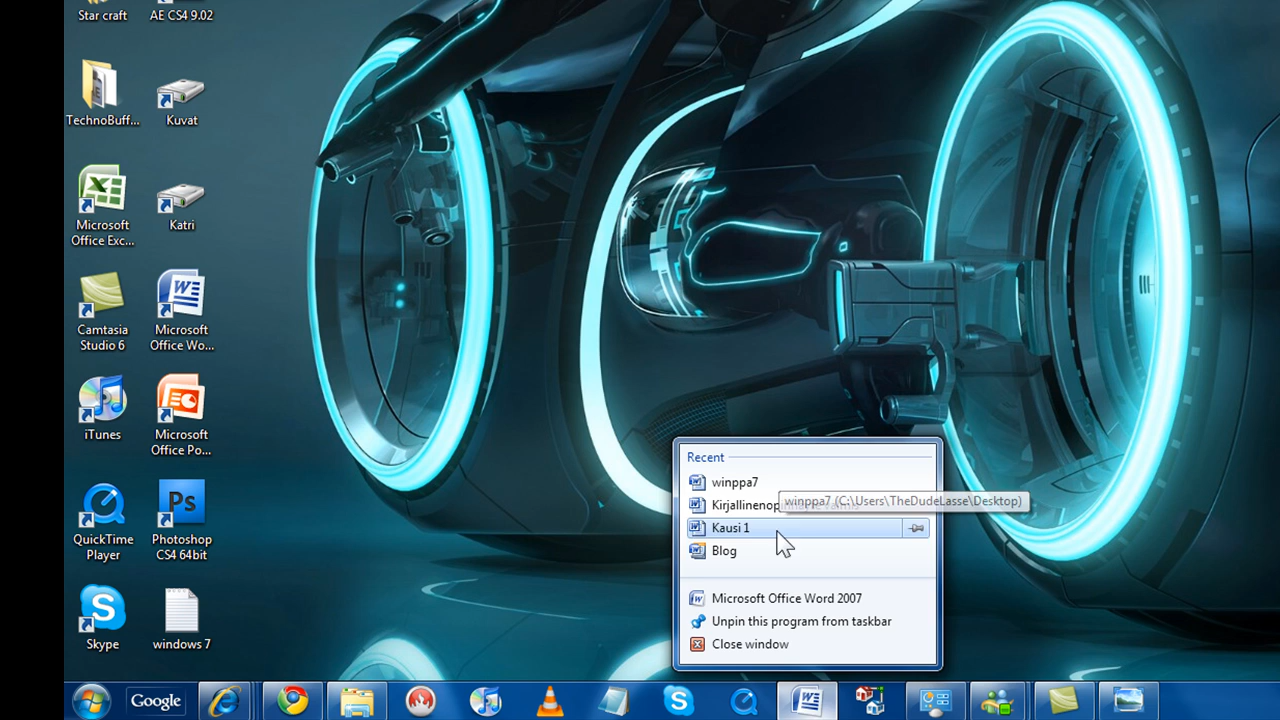 Star craft
AE CS4 9.02
TechnoBuff...
Kuvat
Microsoft
Office Exc...
Katri
Camtasia
Studio 6
Microsoft
Office Wo...
iTunes
Microsoft
Office Po...
QuickTime
Player
Ps
Photoshop
CS4 64bit
Skype
windows 7
Recent
winppa7
Kirjallinenop
winppa7 (C:\Users\TheDudeLasse\Desktop)
Kausi 1
Blog
Microsoft Office Word 2007
Unpin this program from taskbar
Close window
Google